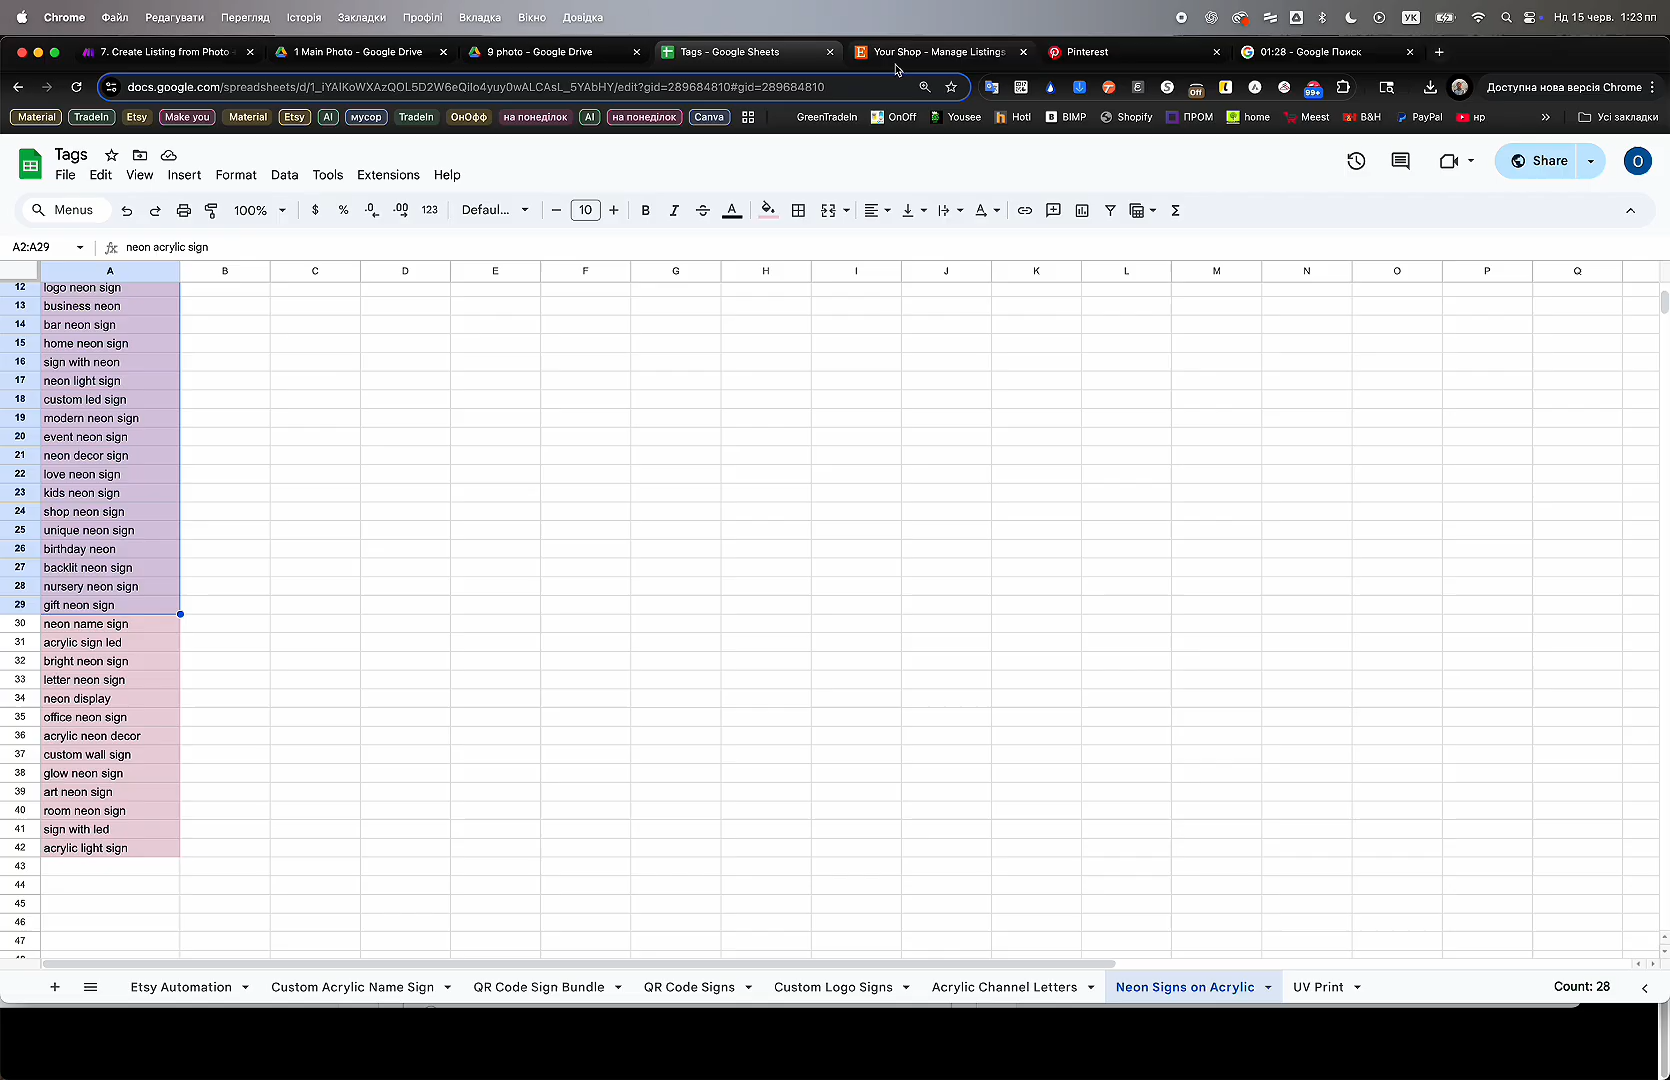 Chrome Файл Редагувати Перегляд Історія Закладки Профілі Вкладка Вікно Довідка УК Нд 15 черв. 1:23 пп
7. Create Listing from Photo 1 Main Photo - Google Drive 9 photo - Google Drive Tags - Google Sheets Your Shop - Manage Listings Pinterest 01:28 - Google Поиск
docs.google.com/spreadsheets/d/1_iYAIKoWXAzQOL5D2W6eQilo4yuy0wALCAsL_5YAbHY/edit?gid=289684810#gid=289684810 Off 99+ Доступна нова версія Chrome
Material TradeIn Etsy Make you Material Etsy AI мусор TradeIn ОнОфф на понеділок AI на понеділок Canva GreenTradeIn OnOff Yousee Hotl BIMP Shopify ПРОМ home Meest B&H PayPal нр » Усі закладки
Tags
File Edit View Insert Format Data Tools Extensions Help
Share
O
Menus 100% $ % .0 .00 123 Defaul... 10 B I A
A2:A29 fx neon acrylic sign
A B C D E F G H I J K L M N O P Q
12 logo neon sign
13 business neon
14 bar neon sign
15 home neon sign
16 sign with neon
17 neon light sign
18 custom led sign
19 modern neon sign
20 event neon sign
21 neon decor sign
22 love neon sign
23 kids neon sign
24 shop neon sign
25 unique neon sign
26 birthday neon
27 backlit neon sign
28 nursery neon sign
29 gift neon sign
30 neon name sign
31 acrylic sign led
32 bright neon sign
33 letter neon sign
34 neon display
35 office neon sign
36 acrylic neon decor
37 custom wall sign
38 glow neon sign
39 art neon sign
40 room neon sign
41 sign with led
42 acrylic light sign
43
44
45
46
47
Etsy Automation Custom Acrylic Name Sign QR Code Sign Bundle QR Code Signs Custom Logo Signs Acrylic Channel Letters Neon Signs on Acrylic UV Print Count: 28